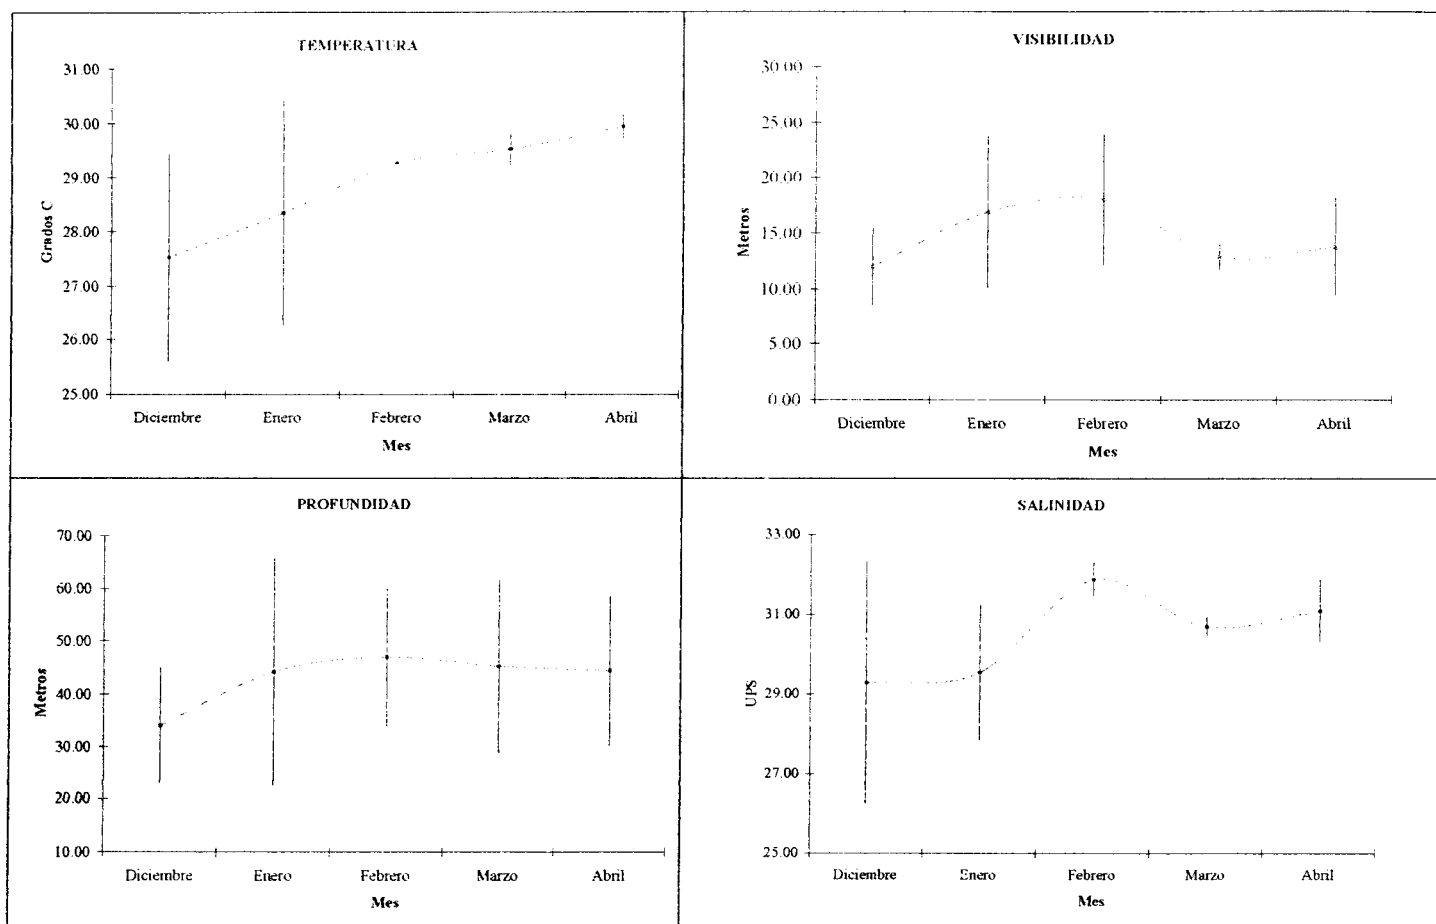 TEMPERATURA
31.00
30.00
29.00
28.00
27.00
26.00
25.00
Grados C
Diciembre Enero Febrero Marzo Abril
Mes
VISIBILIDAD
30.00
25.00
20.00
15.00
10.00
5.00
0.00
Metros
Diciembre Enero Febrero Marzo Abril
Mes
PROFUNDIDAD
70.00
60.00
50.00
40.00
30.00
20.00
10.00
Metros
Diciembre Enero Febrero Marzo Abril
Mes
SALINIDAD
33.00
31.00
29.00
27.00
25.00
UPS
Diciembre Enero Febrero Marzo Abril
Mes